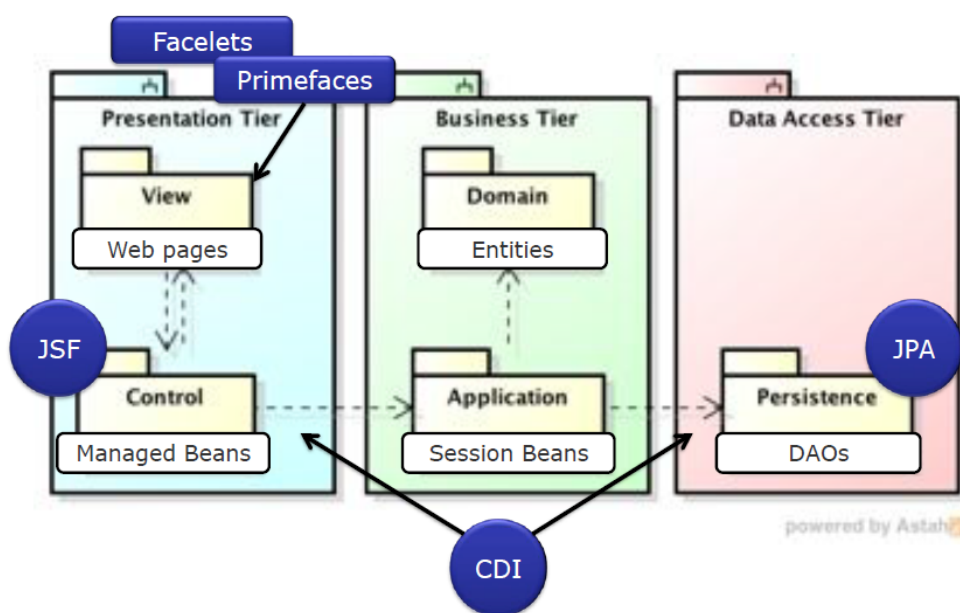 Facelets
Primefaces
Presentation Tier
Business Tier
Data Access Tier
View
Domain
Web pages
Entities
JSF
JPA
Control
Application
Persistence
Managed Beans
Session Beans
DAOs
powered by Astah
CDI